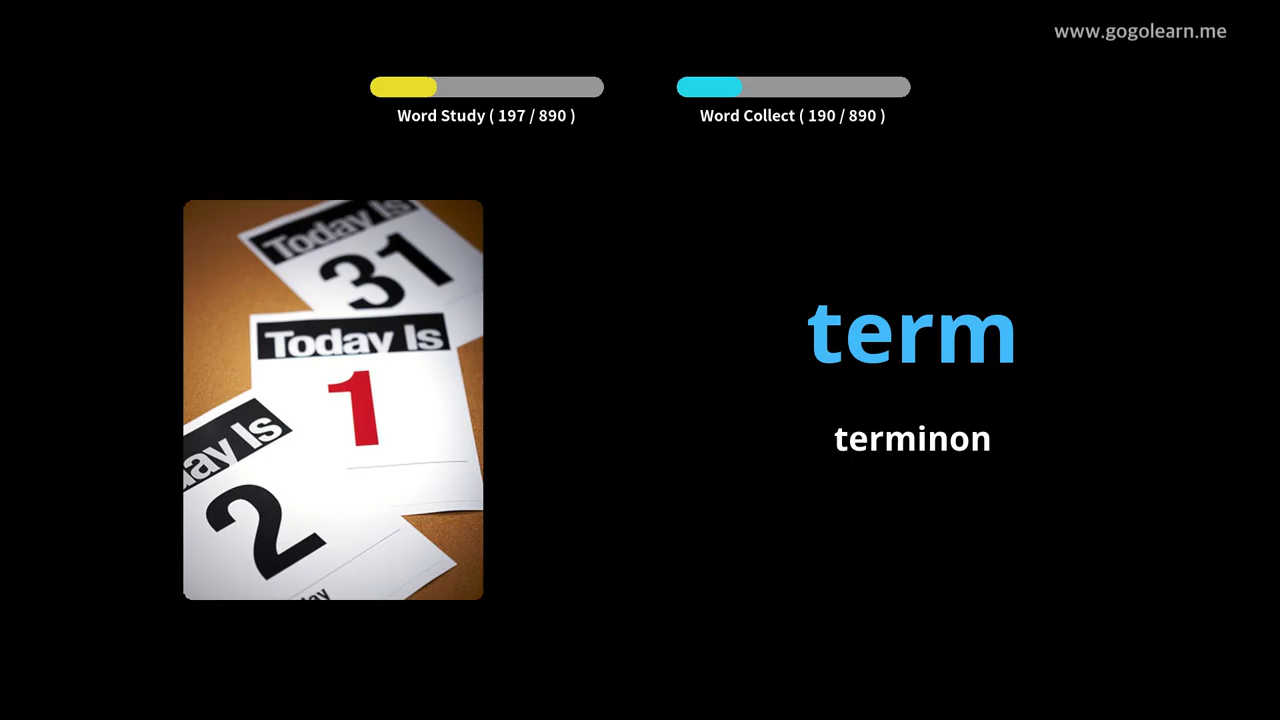 www.gogolearn.me
Word Study ( 197 / 890 )
Word Collect ( 190 / 890 )
Today Is
31
Today Is
1
day Is
2
term
terminon